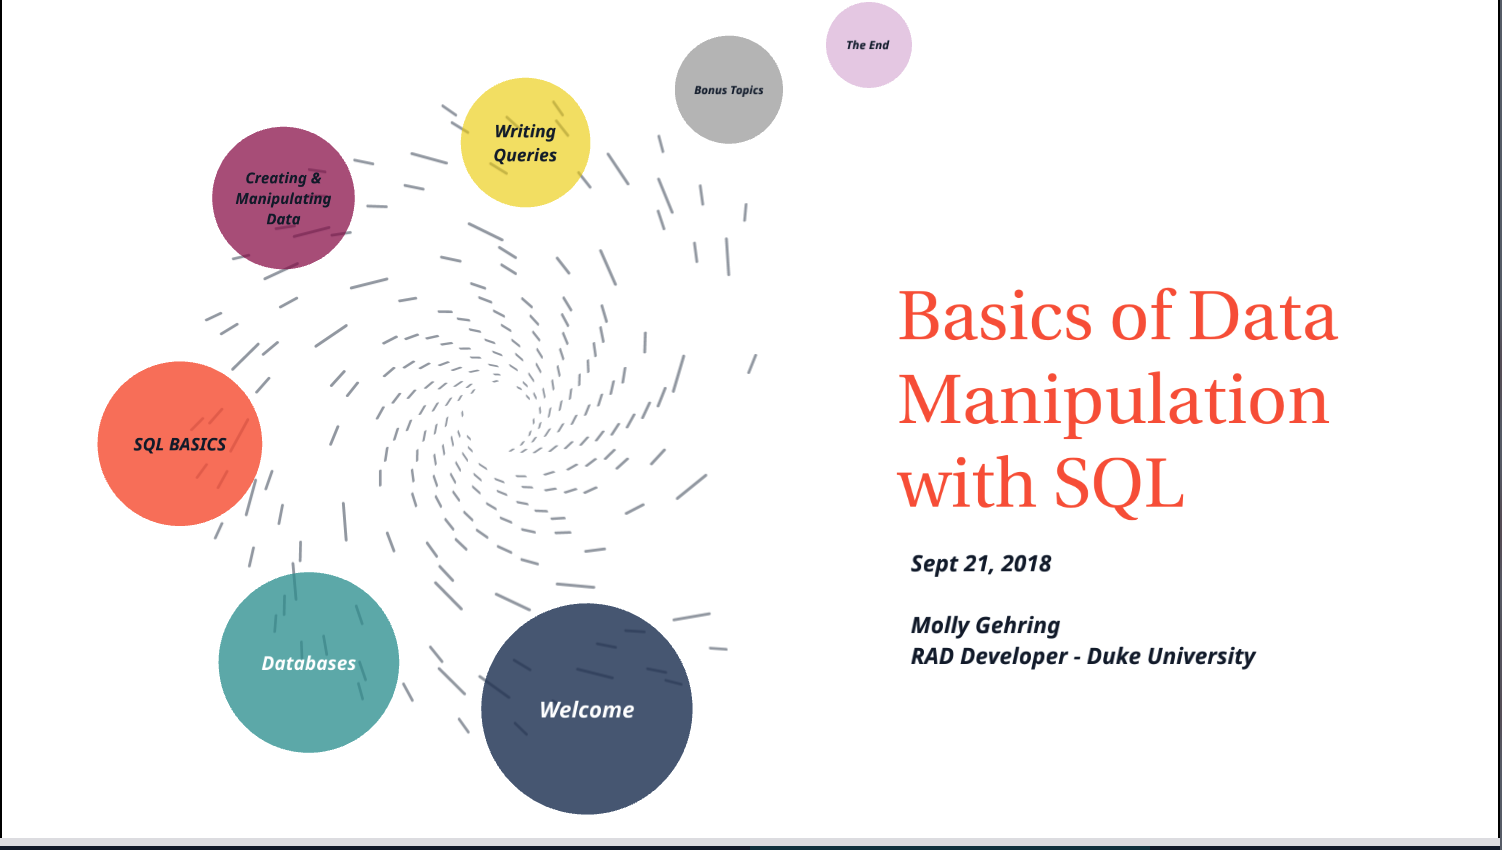 The End
Bonus Topics
Writing
Queries
Creating &
Manipulating
Data
SQL BASICS
Databases
Welcome
Basics of Data
Manipulation
with SQL
Sept 21, 2018
Molly Gehring
RAD Developer - Duke University